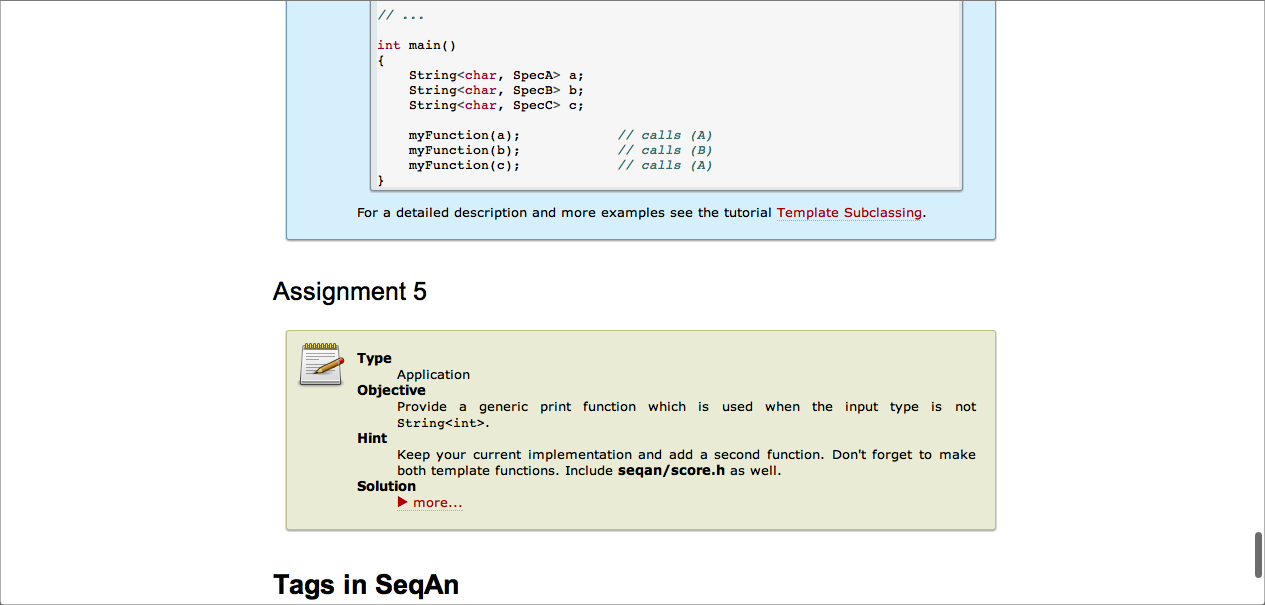 // ...
int main()
{
    String<char, SpecA> a;
    String<char, SpecB> b;
    String<char, SpecC> c;
    myFunction(a);             // calls (A)
    myFunction(b);             // calls (B)
    myFunction(c);             // calls (A)
}
For a detailed description and more examples see the tutorial Template Subclassing.
Assignment 5
Type
Application
Objective
Provide a generic print function which is used when the input type is not
String<int>.
Hint
Keep your current implementation and add a second function. Don't forget to make
both template functions. Include seqan/score.h as well.
Solution
more...
Tags in SeqAn